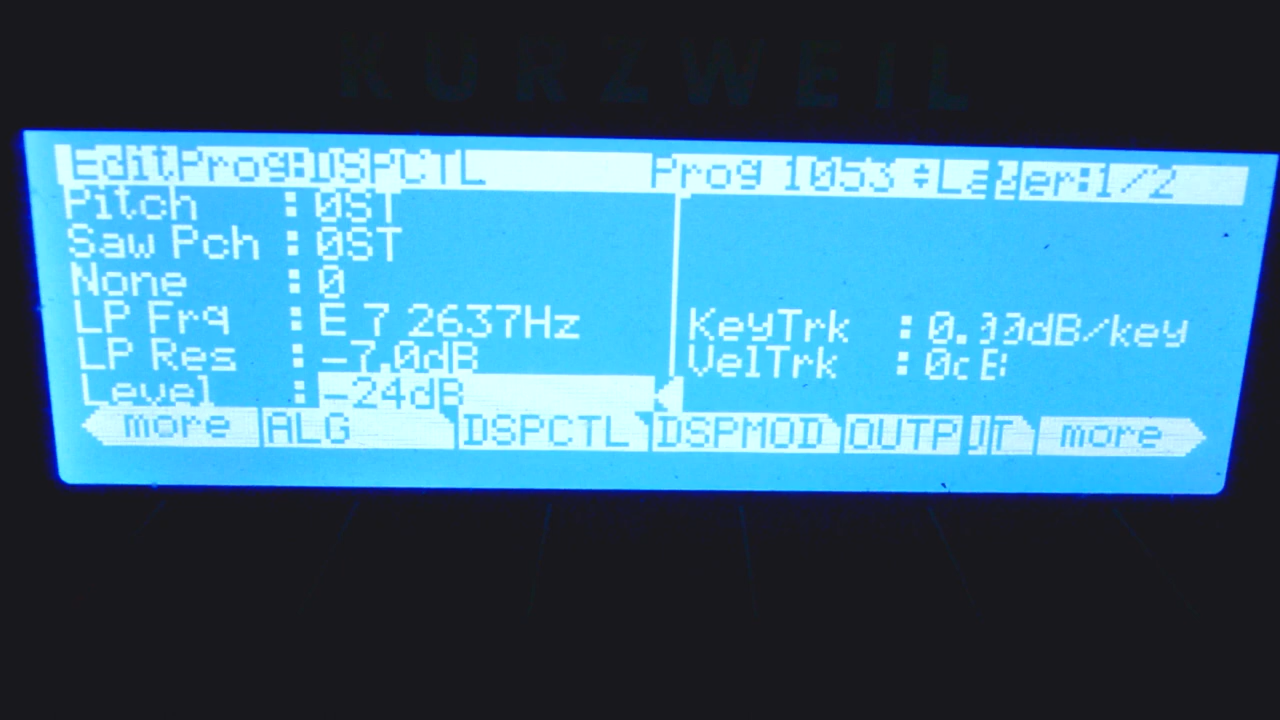 KURZWEIL
EditProg:DSPCTL Prog 1053 Layer:1/2
Pitch : 0ST
Saw Pch : 0ST
None : 0
LP Frq : E 7 2637Hz KeyTrk : 0.00dB/key
LP Res : -7.0dB VelTrk : 0dB
Level : -24dB
more ALG DSPCTL DSPMOD OUTPUT more